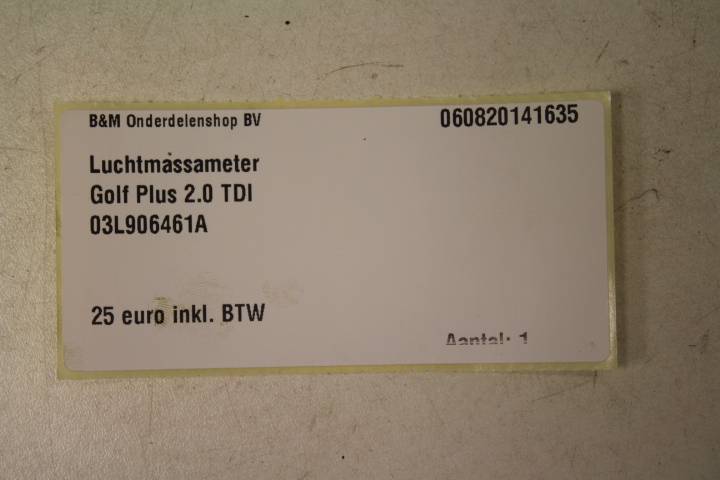 B&M Onderdelenshop BV 060820141635
Luchtmassameter
Golf Plus 2.0 TDI
03L906461A
25 euro inkl. BTW
Aantal: 1